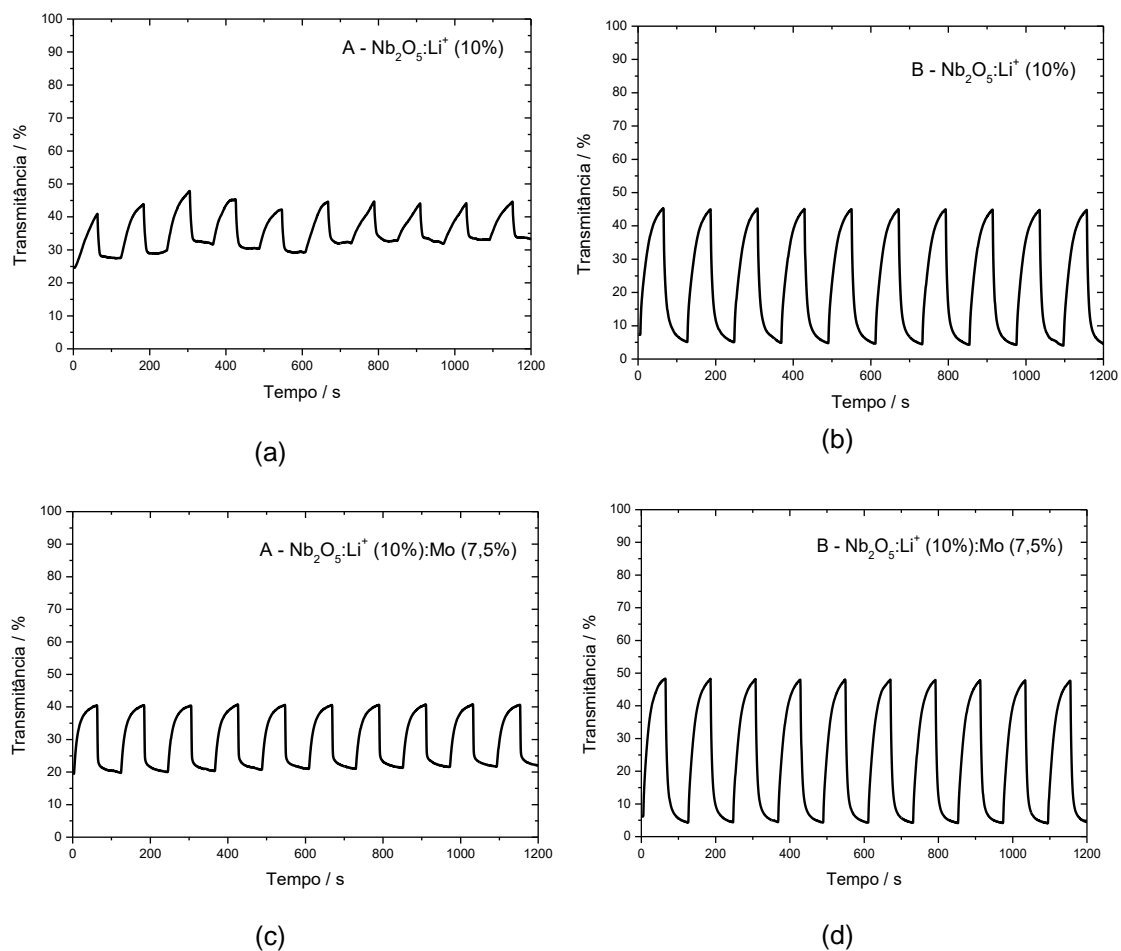 100
90
80
70
60
50
40
30
20
10
0
Transmitância / %
A - Nb₂O₅:Li⁺ (10%)
0 200 400 600 800 1000 1200
Tempo / s
(a)
100
90
80
70
60
50
40
30
20
10
0
Transmitância / %
B - Nb₂O₅:Li⁺ (10%)
0 200 400 600 800 1000 1200
Tempo / s
(b)
100
90
80
70
60
50
40
30
20
10
0
Transmitância / %
A - Nb₂O₅:Li⁺ (10%):Mo (7,5%)
0 200 400 600 800 1000 1200
Tempo / s
(c)
100
90
80
70
60
50
40
30
20
10
0
Transmitância / %
B - Nb₂O₅:Li⁺ (10%):Mo (7,5%)
0 200 400 600 800 1000 1200
Tempo / s
(d)